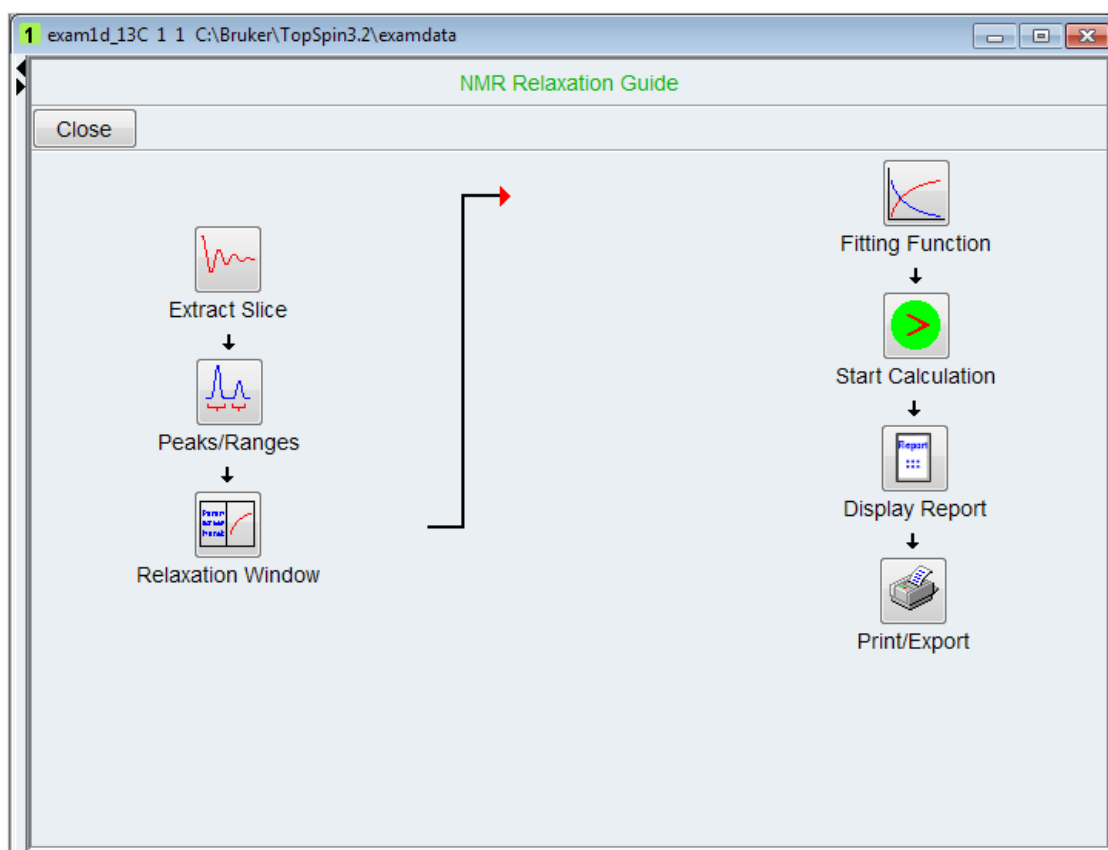 1 exam1d_13C 1 1 C:\Bruker\TopSpin3.2\examdata
NMR Relaxation Guide
Close
Extract Slice
Peaks/Ranges
Relaxation Window
Fitting Function
Start Calculation
Report
Display Report
Print/Export